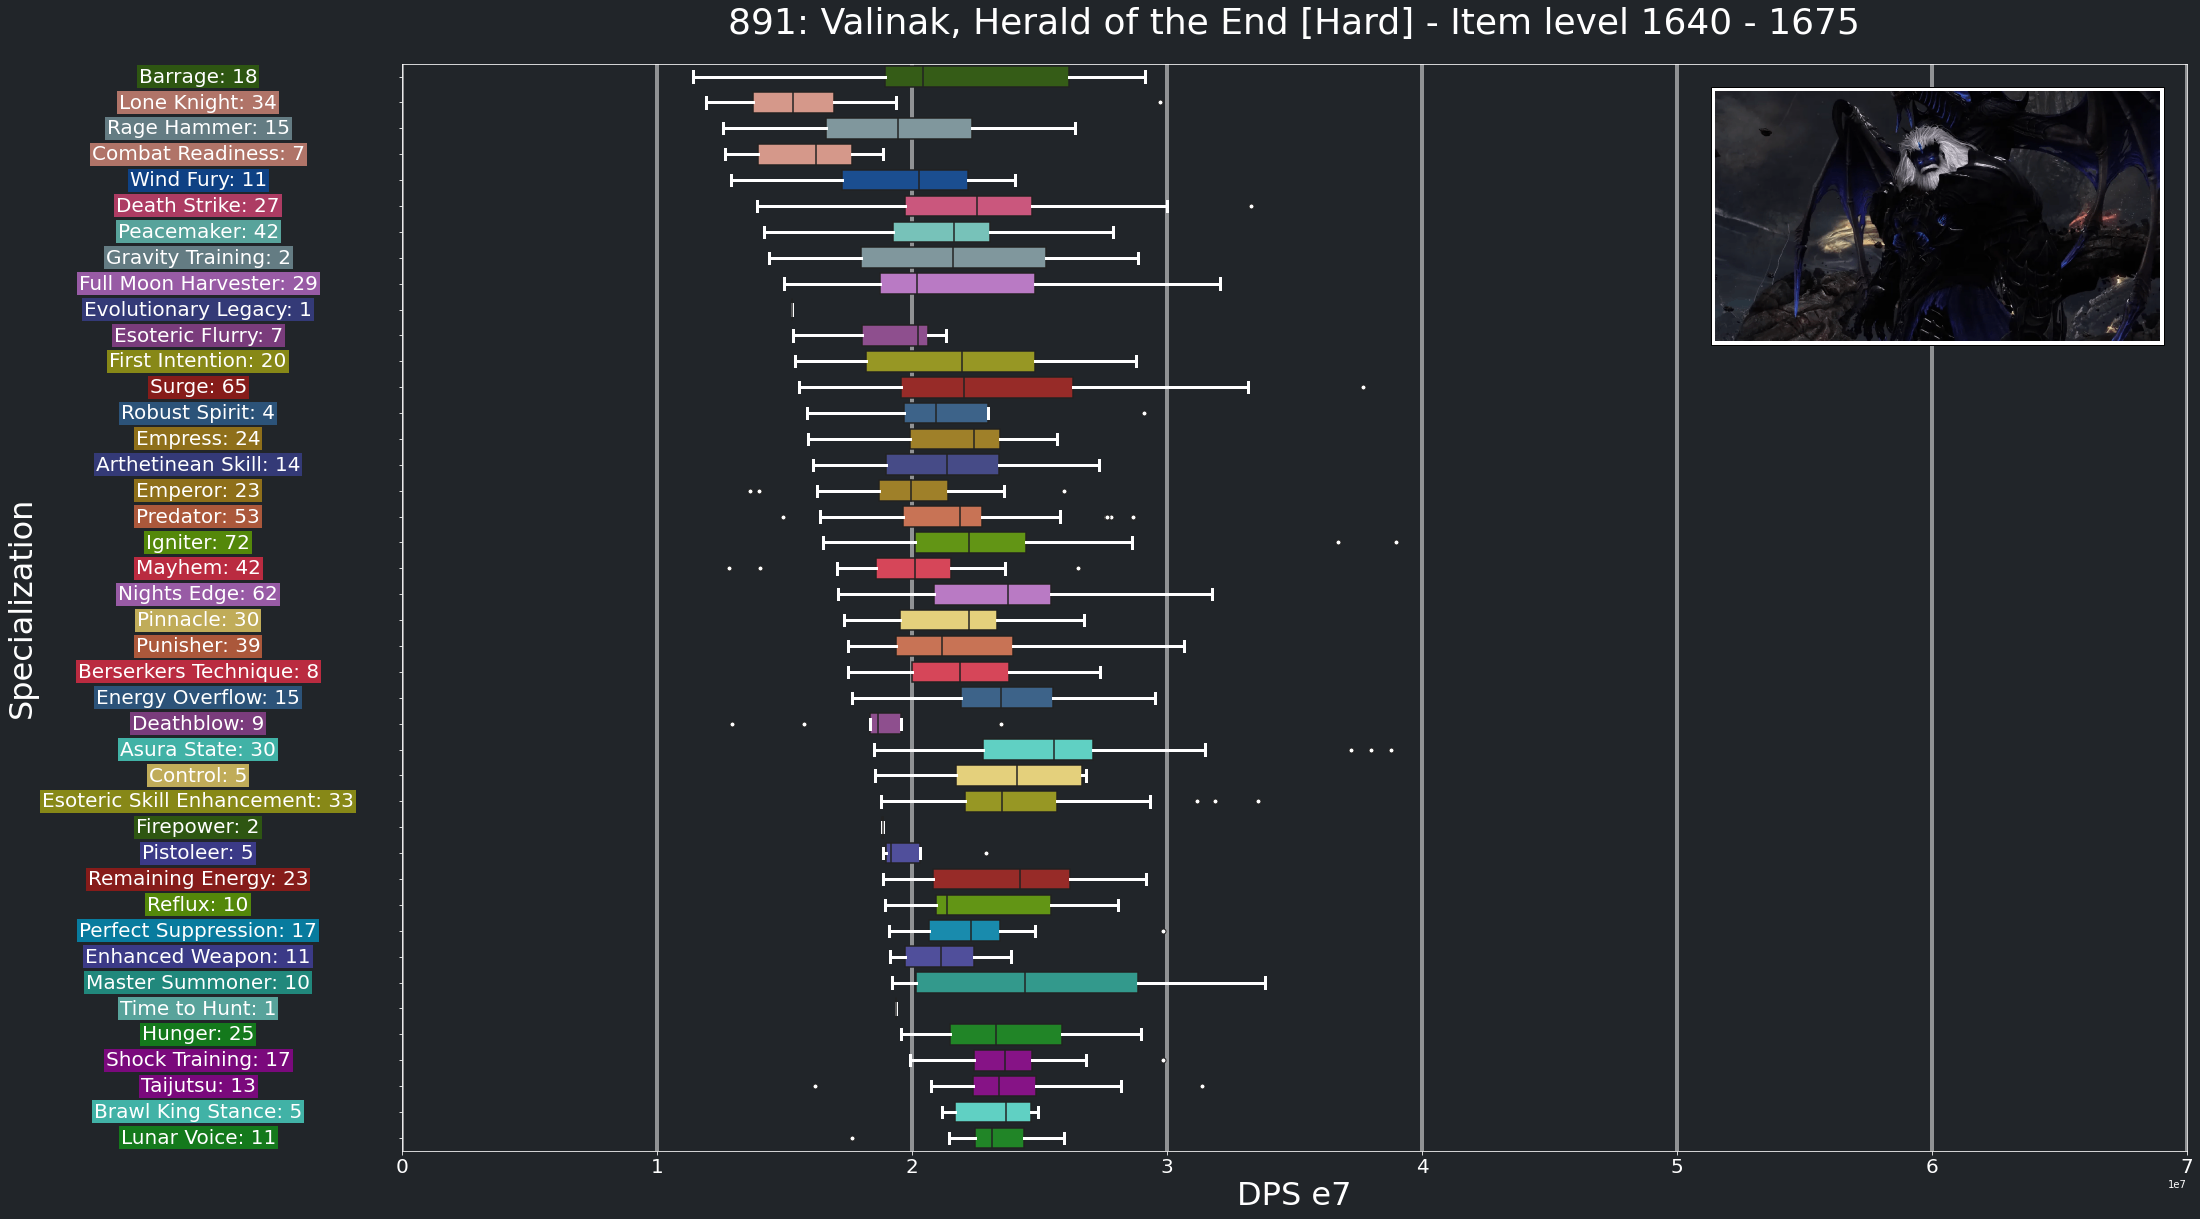 891: Valinak, Herald of the End [Hard] - Item level 1640 - 1675
Specialization
Barrage: 18
Lone Knight: 34
Rage Hammer: 15
Combat Readiness: 7
Wind Fury: 11
Death Strike: 27
Peacemaker: 42
Gravity Training: 2
Full Moon Harvester: 29
Evolutionary Legacy: 1
Esoteric Flurry: 7
First Intention: 20
Surge: 65
Robust Spirit: 4
Empress: 24
Arthetinean Skill: 14
Emperor: 23
Predator: 53
Igniter: 72
Mayhem: 42
Nights Edge: 62
Pinnacle: 30
Punisher: 39
Berserkers Technique: 8
Energy Overflow: 15
Deathblow: 9
Asura State: 30
Control: 5
Esoteric Skill Enhancement: 33
Firepower: 2
Pistoleer: 5
Remaining Energy: 23
Reflux: 10
Perfect Suppression: 17
Enhanced Weapon: 11
Master Summoner: 10
Time to Hunt: 1
Hunger: 25
Shock Training: 17
Taijutsu: 13
Brawl King Stance: 5
Lunar Voice: 11
0 1 2 3 4 5 6 7
1e7
DPS e7